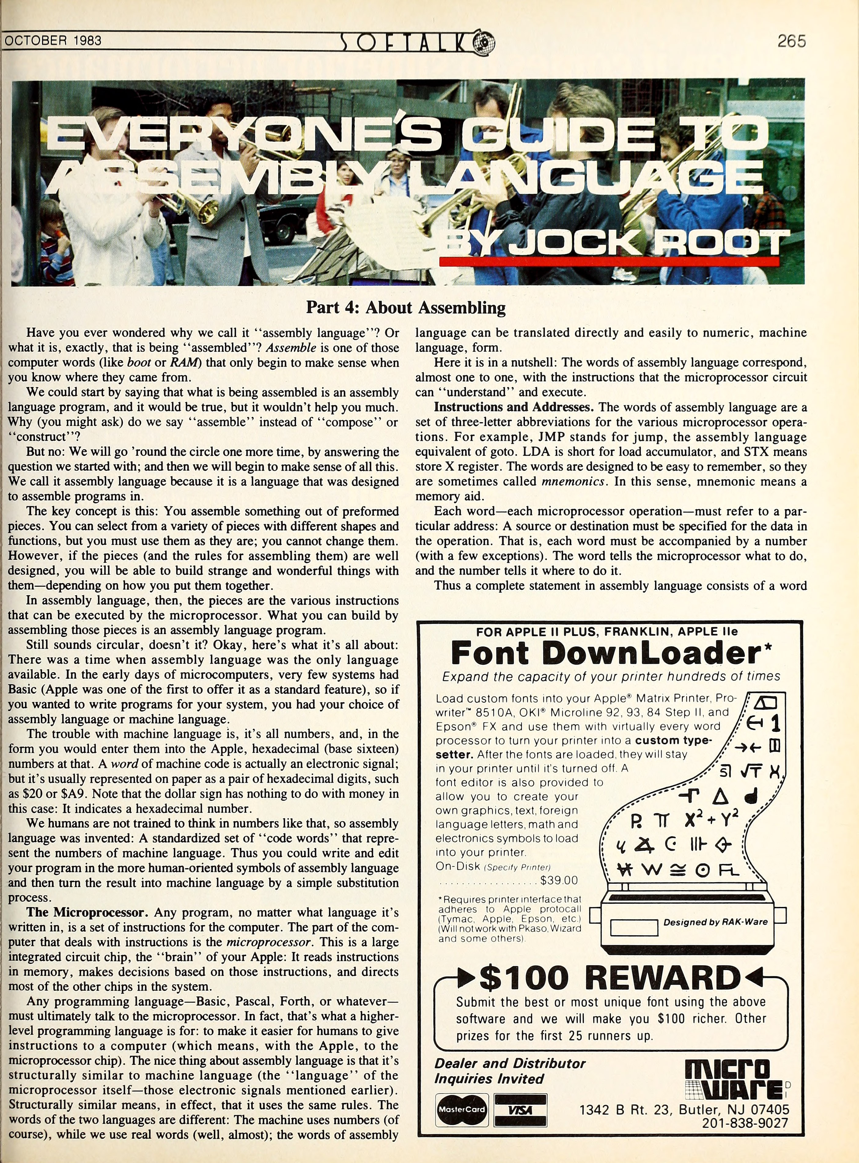 OCTOBER 1983
SOFTALK
265
EVERYONE'S GUIDE TO
ASSEMBLY LANGUAGE
BY JOCK ROOT
Part 4: About Assembling
Have you ever wondered why we call it ‘‘assembly language’’? Or
what it is, exactly, that is being ‘‘assembled’’? Assemble is one of those
computer words (like boot or RAM) that only begin to make sense when
you know where they came from.
We could start by saying that what is being assembled is an assembly
language program, and it would be true, but it wouldn't help you much.
Why (you might ask) do we say ‘‘assemble’’ instead of ‘‘compose’’ or
‘‘construct’’?
But no: We will go 'round the circle one more time, by answering the
question we started with; and then we will begin to make sense of all this.
We call it assembly language because it is a language that was designed
to assemble programs in.
The key concept is this: You assemble something out of preformed
pieces. You can select from a variety of pieces with different shapes and
functions, but you must use them as they are; you cannot change them.
However, if the pieces (and the rules for assembling them) are well
designed, you will be able to build strange and wonderful things with
them—depending on how you put them together.
In assembly language, then, the pieces are the various instructions
that can be executed by the microprocessor. What you can build by
assembling those pieces is an assembly language program.
Still sounds circular, doesn't it? Okay, here's what it's all about:
There was a time when assembly language was the only language
available. In the early days of microcomputers, very few systems had
Basic (Apple was one of the first to offer it as a standard feature), so if
you wanted to write programs for your system, you had your choice of
assembly language or machine language.
The trouble with machine language is, it's all numbers, and, in the
form you would enter them into the Apple, hexadecimal (base sixteen)
numbers at that. A word of machine code is actually an electronic signal;
but it's usually represented on paper as a pair of hexadecimal digits, such
as $20 or $A9. Note that the dollar sign has nothing to do with money in
this case: It indicates a hexadecimal number.
We humans are not trained to think in numbers like that, so assembly
language was invented: A standardized set of ‘‘code words’’ that repre-
sent the numbers of machine language. Thus you could write and edit
your program in the more human-oriented symbols of assembly language
and then turn the result into machine language by a simple substitution
process.
The Microprocessor. Any program, no matter what language it's
written in, is a set of instructions for the computer. The part of the com-
puter that deals with instructions is the microprocessor. This is a large
integrated circuit chip, the ‘‘brain’’ of your Apple: It reads instructions
in memory, makes decisions based on those instructions, and directs
most of the other chips in the system.
Any programming language—Basic, Pascal, Forth, or whatever—
must ultimately talk to the microprocessor. In fact, that's what a higher-
level programming language is for: to make it easier for humans to give
instructions to a computer (which means, with the Apple, to the
microprocessor chip). The nice thing about assembly language is that it's
structurally similar to machine language (the ‘‘language’’ of the
microprocessor itself—those electronic signals mentioned earlier).
Structurally similar means, in effect, that it uses the same rules. The
words of the two languages are different: The machine uses numbers (of
course), while we use real words (well, almost); the words of assembly
language can be translated directly and easily to numeric, machine
language, form.
Here it is in a nutshell: The words of assembly language correspond,
almost one to one, with the instructions that the microprocessor circuit
can ‘‘understand’’ and execute.
Instructions and Addresses. The words of assembly language are a
set of three-letter abbreviations for the various microprocessor opera-
tions. For example, JMP stands for jump, the assembly language
equivalent of goto. LDA is short for load accumulator, and STX means
store X register. The words are designed to be easy to remember, so they
are sometimes called mnemonics. In this sense, mnemonic means a
memory aid.
Each word—each microprocessor operation—must refer to a par-
ticular address: A source or destination must be specified for the data in
the operation. That is, each word must be accompanied by a number
(with a few exceptions). The word tells the microprocessor what to do,
and the number tells it where to do it.
Thus a complete statement in assembly language consists of a word
FOR APPLE II PLUS, FRANKLIN, APPLE IIe
Font DownLoader*
Expand the capacity of your printer hundreds of times
Load custom fonts into your Apple® Matrix Printer, Pro-
writer™ 8510A, OKI® Microline 92, 93, 84 Step II, and
Epson® FX and use them with virtually every word
processor to turn your printer into a custom type-
setter. After the fonts are loaded, they will stay
in your printer until it's turned off. A
font editor is also provided to
allow you to create your
own graphics, text, foreign
language letters, math and
electronics symbols to load
into your printer.
On-Disk (Specify Printer)
.................. $39.00
*Requires printer interface that
adheres to Apple protocall
(Tymac, Apple, Epson, etc.)
(Will not work with Pkaso, Wizard
and some others).
X²+Y²
Designed by RAK-Ware
$100 REWARD
Submit the best or most unique font using the above
software and we will make you $100 richer. Other
prizes for the first 25 runners up.
Dealer and Distributor
Inquiries Invited
MasterCard
VISA
MICRO
WARE
DI
1342 B Rt. 23, Butler, NJ 07405
201-838-9027